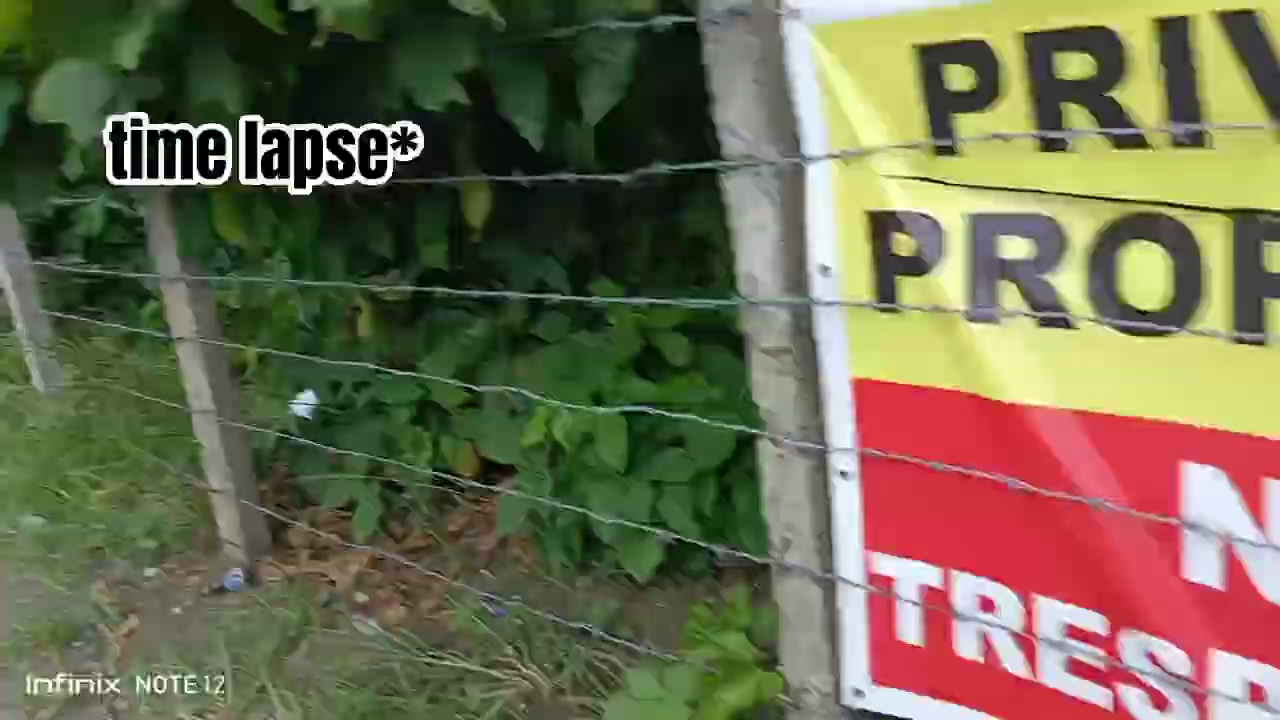 time lapse*
PRIV
PROP
N
TRESP
Infinix NOTE 12